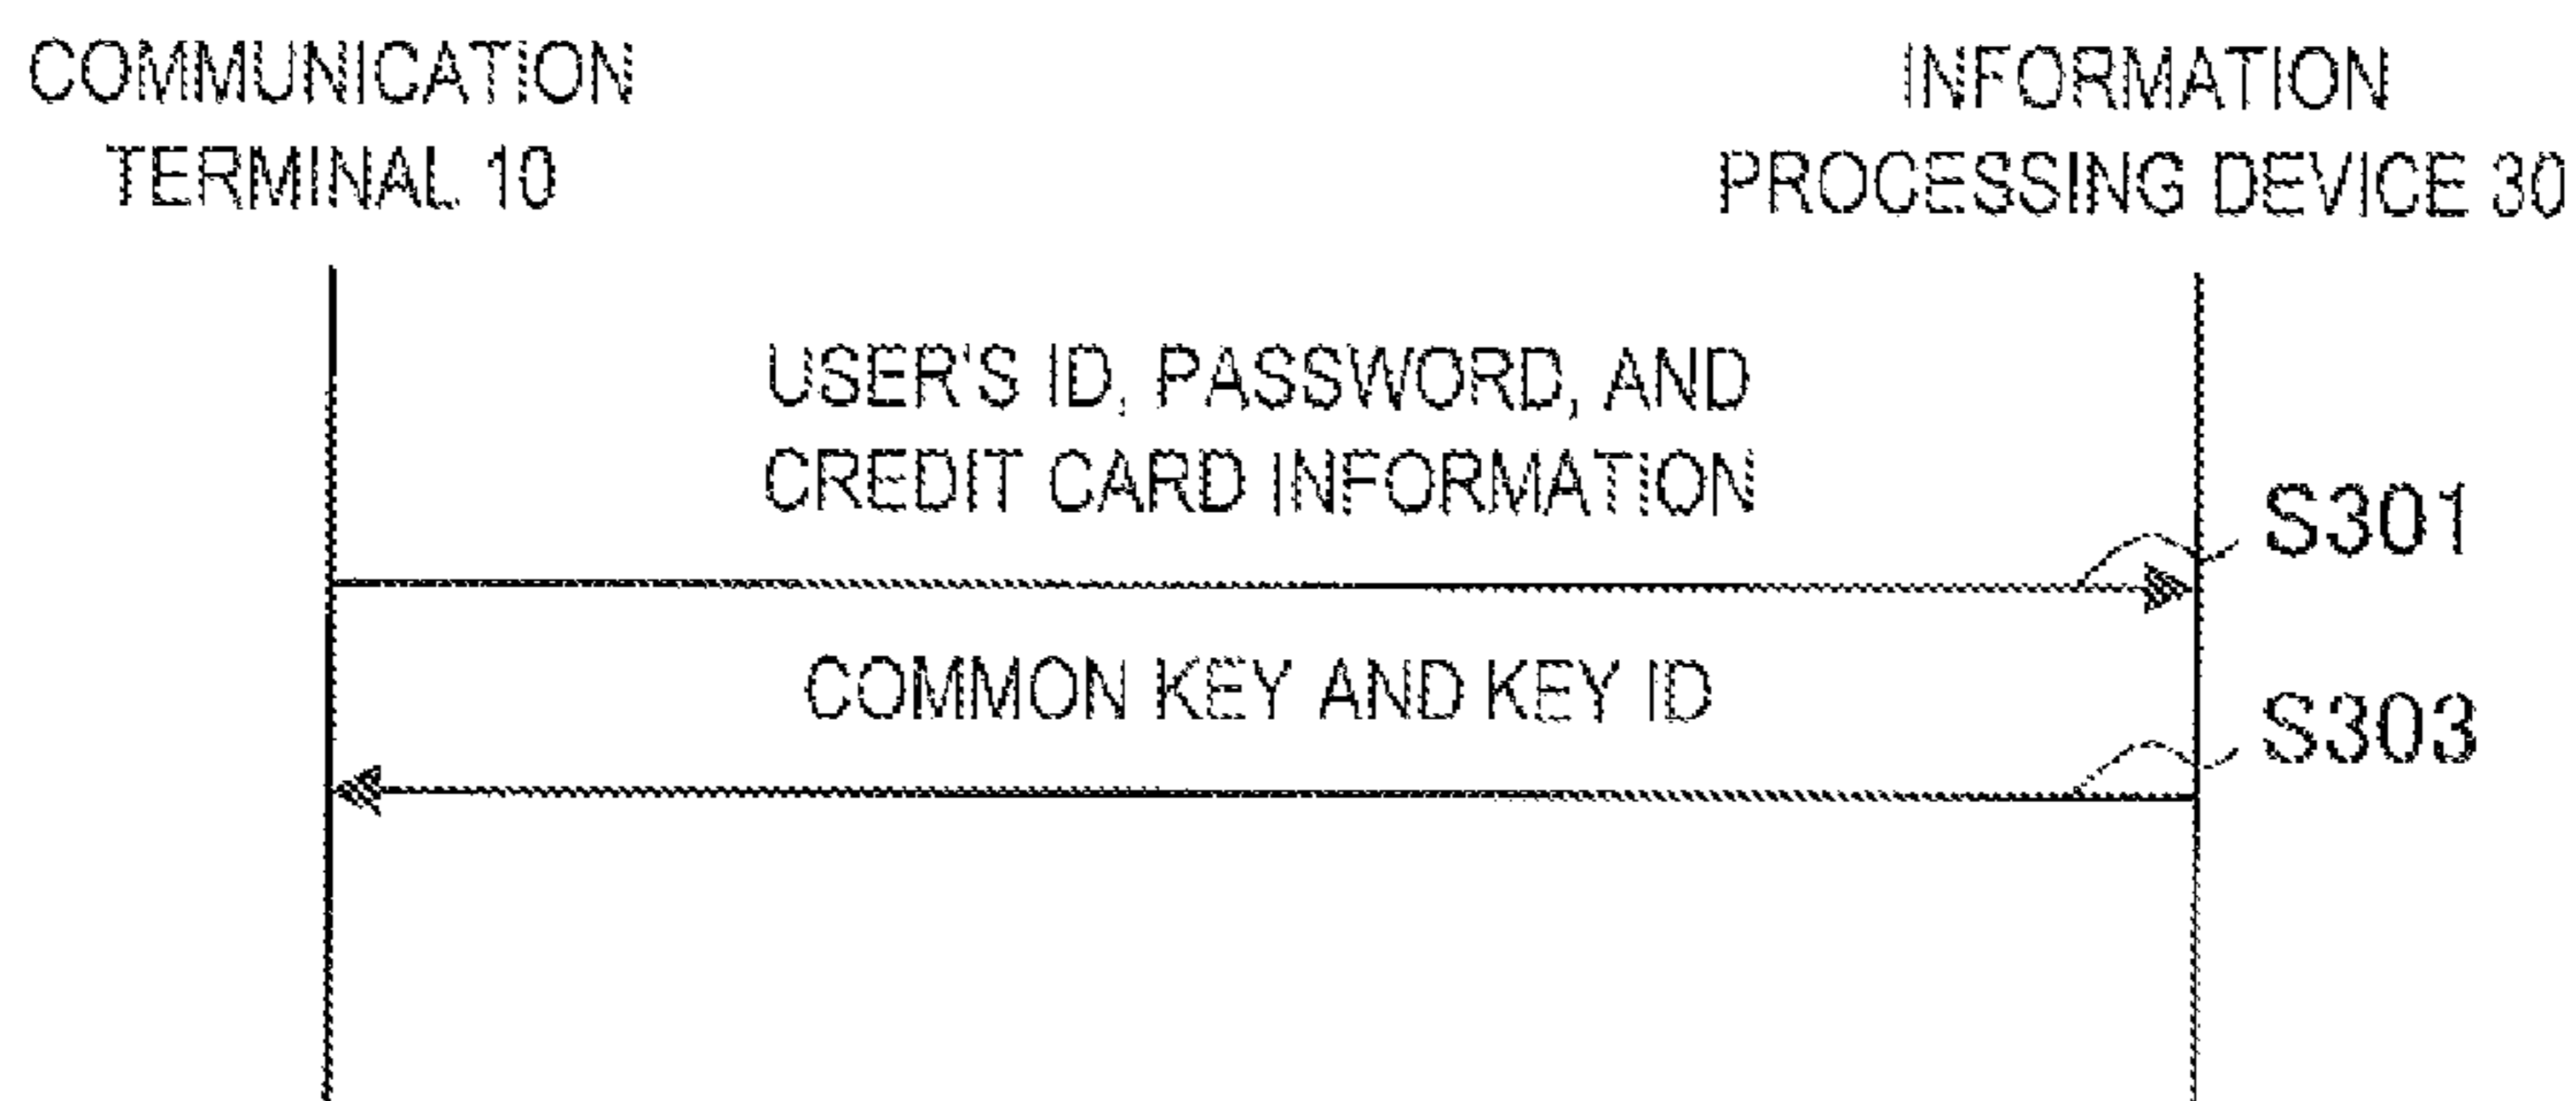 COMMUNICATION
TERMINAL 10
INFORMATION
PROCESSING DEVICE 30
USER'S ID, PASSWORD, AND
CREDIT CARD INFORMATION
S301
COMMON KEY AND KEY ID
S303